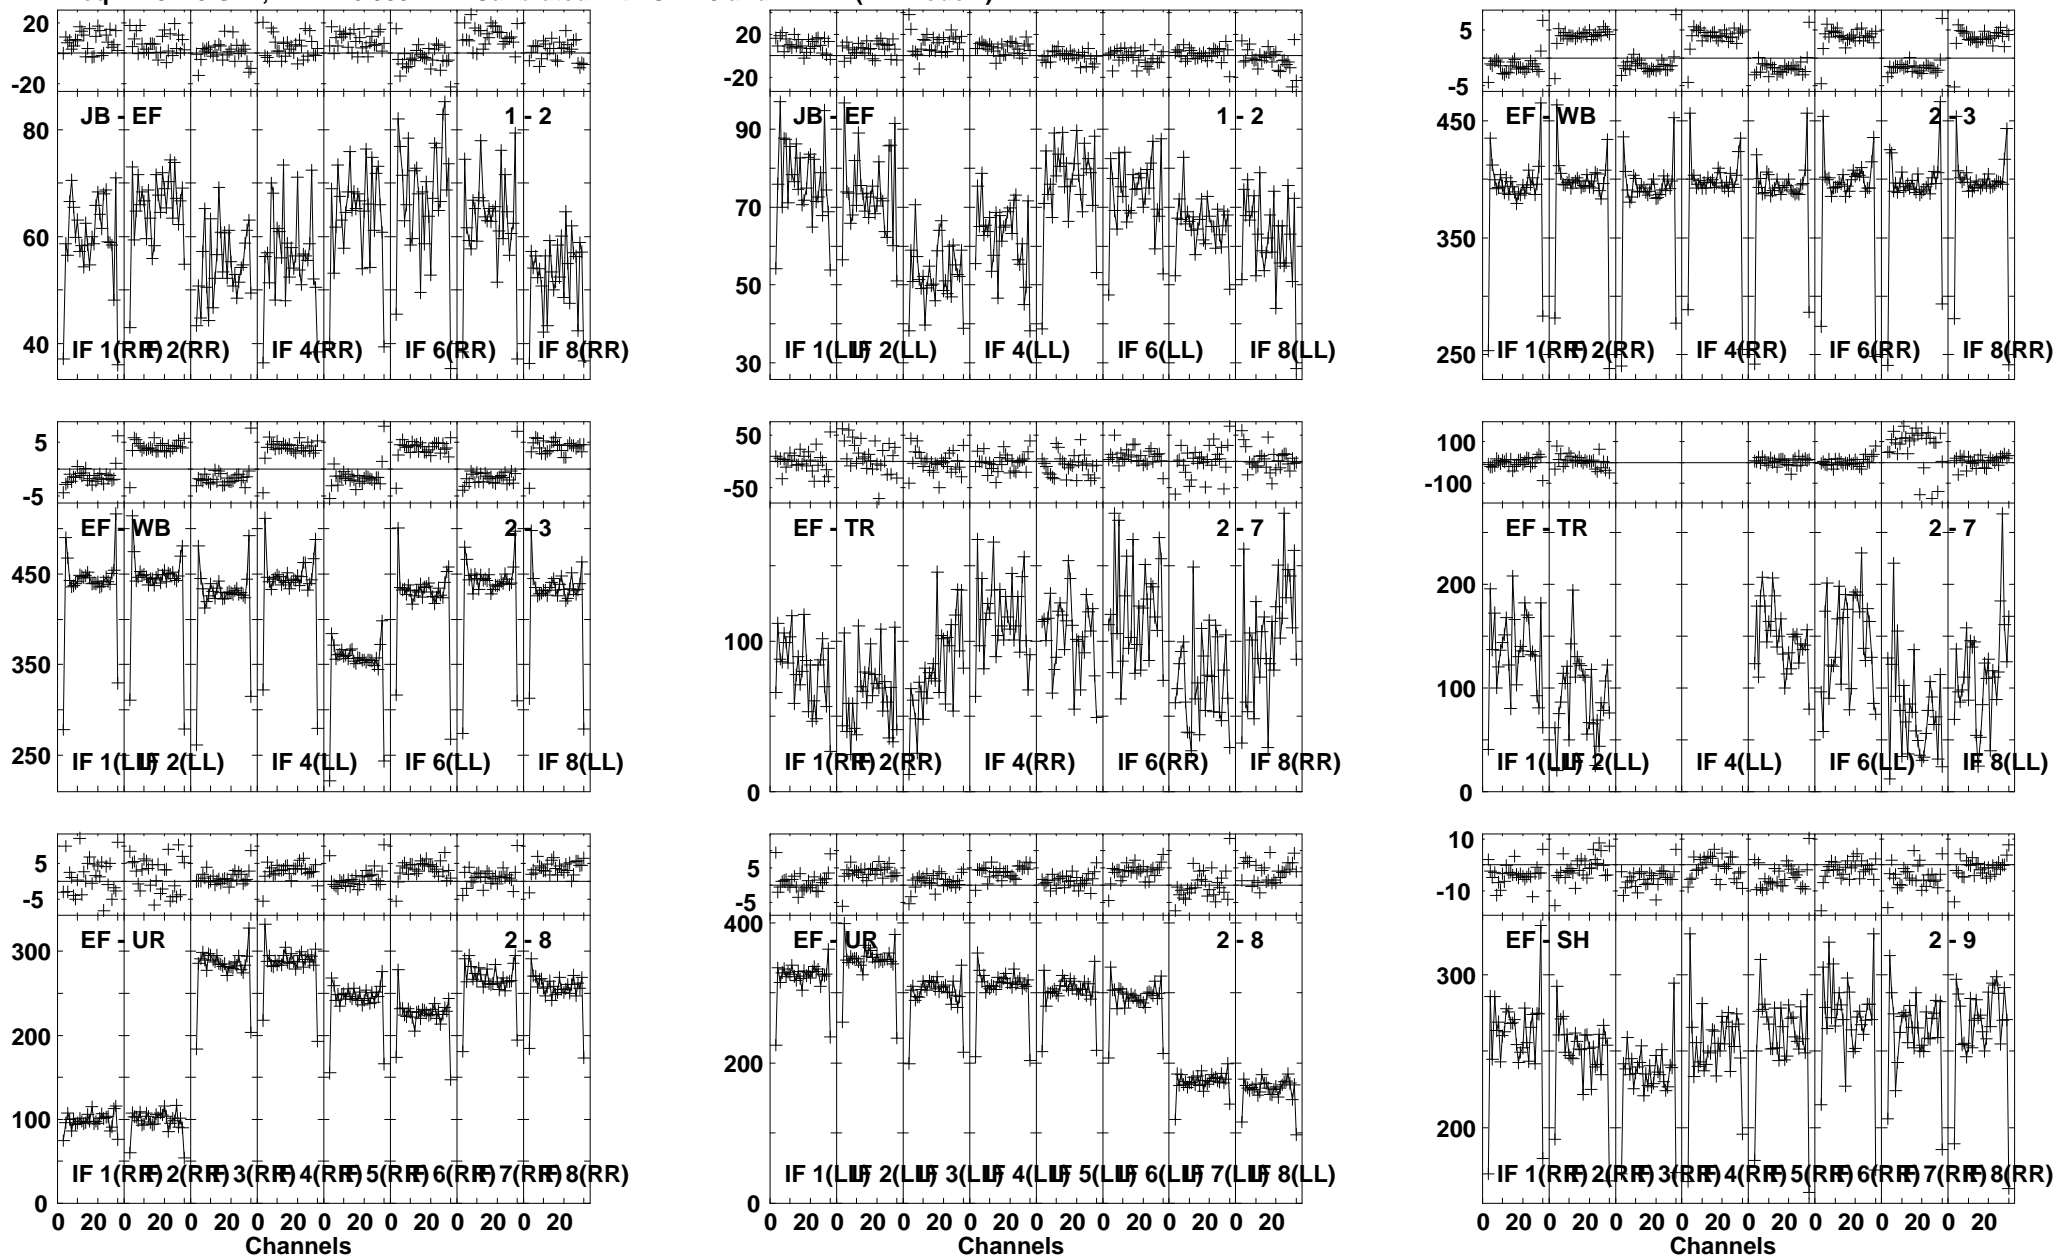 20
-20
80
60
40
JB - EF 1 - 2
IF 1(RR) IF 2(RR) IF 4(RR) IF 6(RR) IF 8(RR)
20
-20
90
70
50
30
JB - EF 1 - 2
IF 1(LL) IF 2(LL) IF 4(LL) IF 6(LL) IF 8(LL)
5
-5
450
350
250
EF - WB 2 - 3
IF 1(RR) IF 2(RR) IF 4(RR) IF 6(RR) IF 8(RR)
5
-5
450
350
250
EF - WB 2 - 3
IF 1(LL) IF 2(LL) IF 4(LL) IF 6(LL) IF 8(LL)
50
-50
100
0
EF - TR 2 - 7
IF 1(RR) IF 2(RR) IF 4(RR) IF 6(RR) IF 8(RR)
100
-100
200
100
0
EF - TR 2 - 7
IF 1(LL) IF 2(LL) IF 4(LL) IF 6(LL) IF 8(LL)
5
-5
300
200
100
0
EF - UR 2 - 8
IF 1(RR) IF 2(RR) IF 3(RR) IF 4(RR) IF 5(RR) IF 6(RR) IF 7(RR) IF 8(RR)
0 20 0 20 0 20 0 20 0 20 0 20 0 20 0 20
Channels
5
-5
400
200
0
EF - UR 2 - 8
IF 1(LL) IF 2(LL) IF 3(LL) IF 4(LL) IF 5(LL) IF 6(LL) IF 7(LL) IF 8(LL)
0 20 0 20 0 20 0 20 0 20 0 20 0 20 0 20
Channels
10
-10
300
200
EF - SH 2 - 9
IF 1(RR) IF 2(RR) IF 3(RR) IF 4(RR) IF 5(RR) IF 6(RR) IF 7(RR) IF 8(RR)
0 20 0 20 0 20 0 20 0 20 0 20 0 20 0 20
Channels